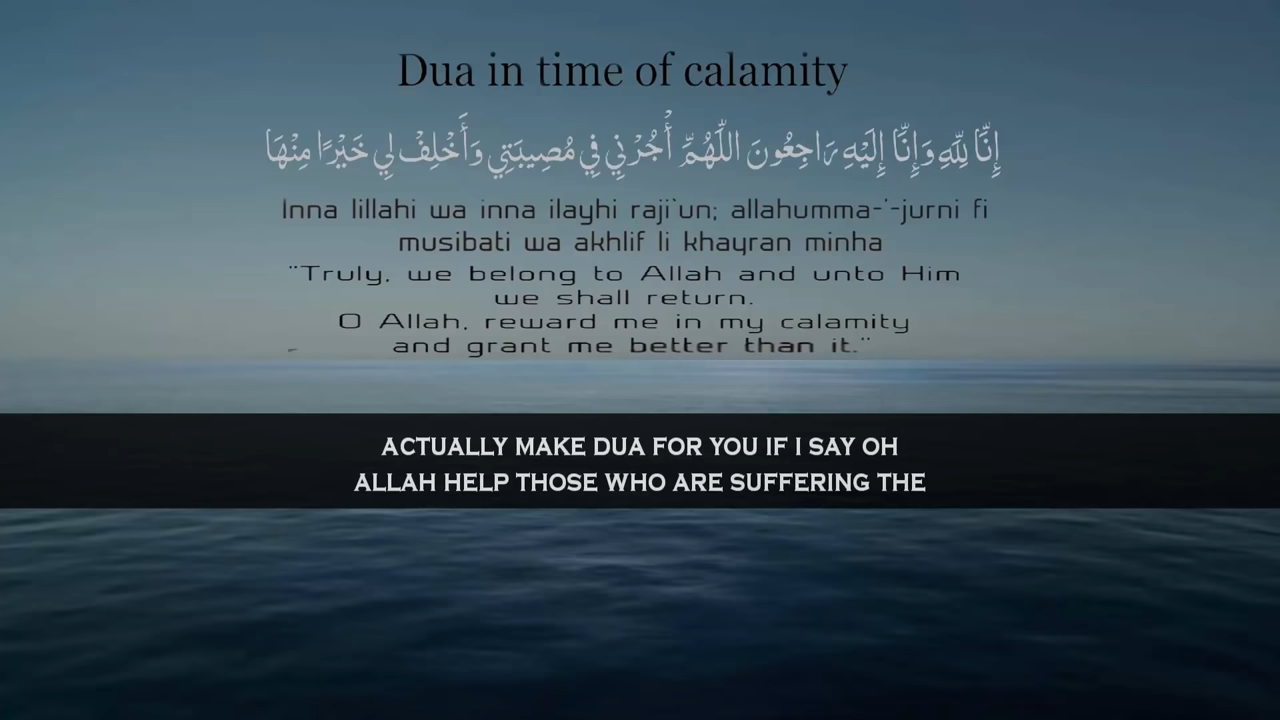 Dua in time of calamity
إِنَّا لِلَّهِ وَإِنَّا إِلَيْهِ رَاجِعُونَ اللَّهُمَّ أْجُرْنِي فِي مُصِيبَتِي وَأَخْلِفْ لِي خَيْرًا مِنْهَا
Inna lillahi wa inna ilayhi raji`un; allahumma-'-jurni fi
musibati wa akhlif li khayran minha
"Truly, we belong to Allah and unto Him
we shall return.
O Allah, reward me in my calamity
and grant me better than it."
ACTUALLY MAKE DUA FOR YOU IF I SAY OH
ALLAH HELP THOSE WHO ARE SUFFERING THE